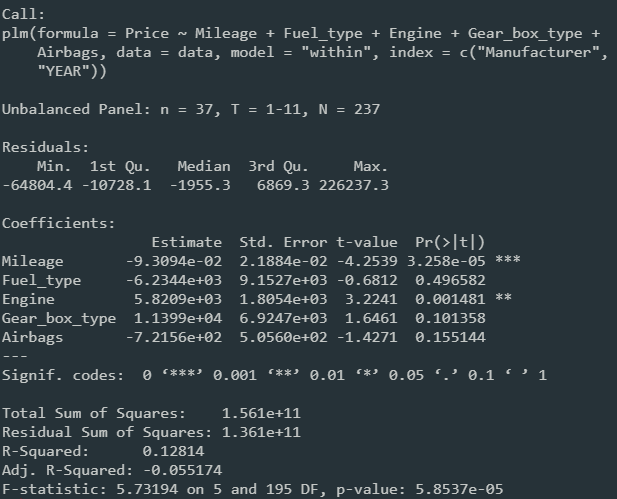 Call:
plm(formula = Price ~ Mileage + Fuel_type + Engine + Gear_box_type +
    Airbags, data = data, model = "within", index = c("Manufacturer",
    "YEAR"))

Unbalanced Panel: n = 37, T = 1-11, N = 237

Residuals:
    Min.  1st Qu.   Median  3rd Qu.     Max.
-64804.4 -10728.1  -1955.3   6869.3 226237.3

Coefficients:
                 Estimate  Std. Error t-value  Pr(>|t|)
Mileage       -9.3094e-02  2.1884e-02 -4.2539 3.258e-05 ***
Fuel_type     -6.2344e+03  9.1527e+03 -0.6812  0.496582
Engine         5.8209e+03  1.8054e+03  3.2241  0.001481 **
Gear_box_type  1.1399e+04  6.9247e+03  1.6461  0.101358
Airbags       -7.2156e+02  5.0560e+02 -1.4271  0.155144
---
Signif. codes:  0 ‘***’ 0.001 ‘**’ 0.01 ‘*’ 0.05 ‘.’ 0.1 ‘ ’ 1

Total Sum of Squares:    1.561e+11
Residual Sum of Squares: 1.361e+11
R-Squared:      0.12814
Adj. R-Squared: -0.055174
F-statistic: 5.73194 on 5 and 195 DF, p-value: 5.8537e-05